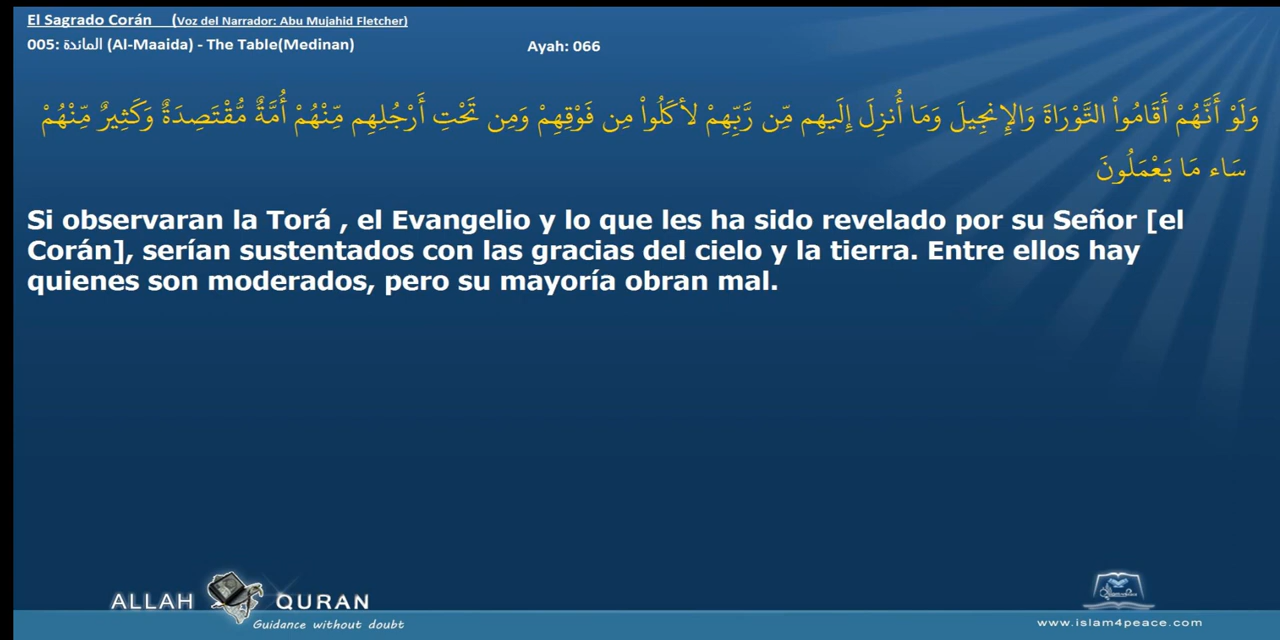 El Sagrado Corán (Voz del Narrador: Abu Mujahid Fletcher)
005: المائدة (Al-Maaida) - The Table(Medinan) Ayah: 066
وَلَوْ أَنَّهُمْ أَقَامُواْ التَّوْرَاةَ وَالإِنجِيلَ وَمَا أُنزِلَ إِلَيهِم مِّن رَّبِّهِمْ لأكَلُواْ مِن فَوْقِهِمْ وَمِن تَحْتِ أَرْجُلِهِم مِّنْهُمْ أُمَّةٌ مُّقْتَصِدَةٌ وَكَثِيرٌ مِّنْهُمْ
سَاء مَا يَعْمَلُونَ
Si observaran la Torá , el Evangelio y lo que les ha sido revelado por su Señor [el
Corán], serían sustentados con las gracias del cielo y la tierra. Entre ellos hay
quienes son moderados, pero su mayoría obran mal.
ALLAH QURAN
Guidance without doubt
www.islam4peace.com